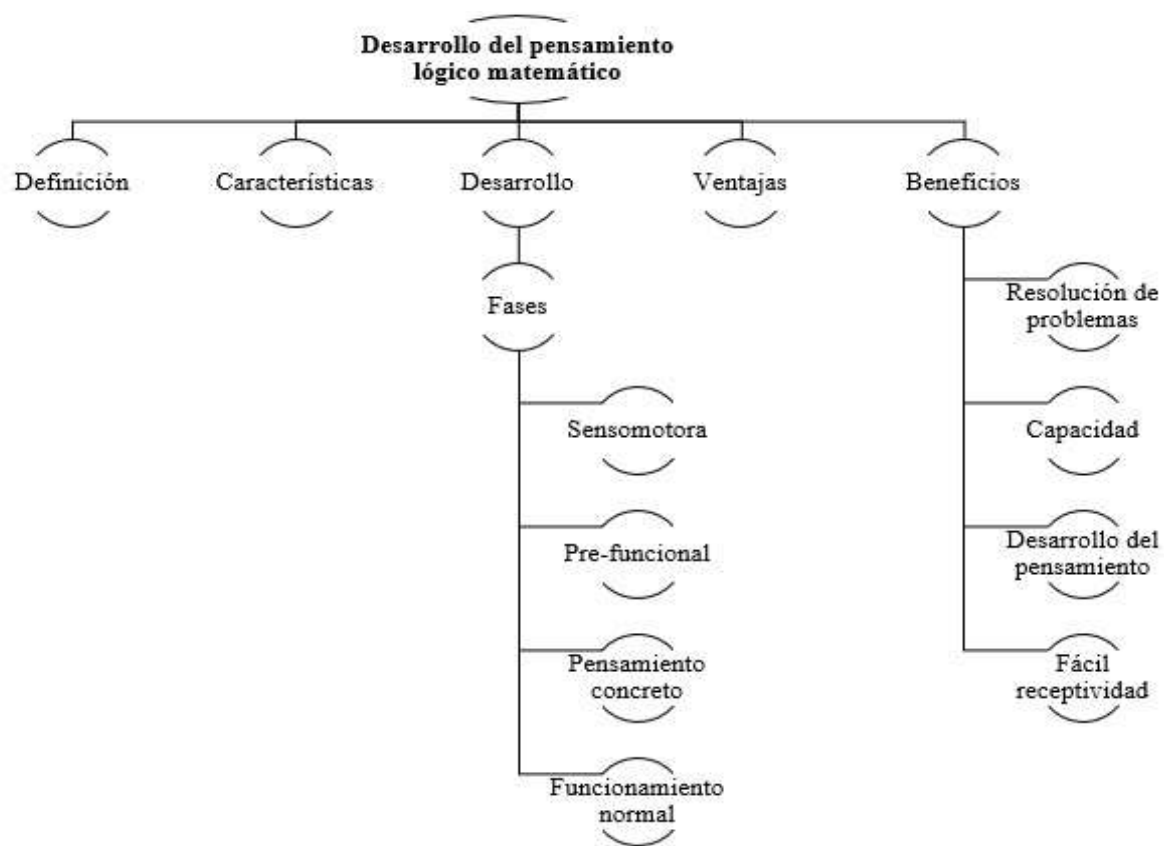 Desarrollo del pensamiento
lógico matemático
Definición
Características
Desarrollo
Ventajas
Beneficios
Fases
Sensomotora
Pre-funcional
Pensamiento
concreto
Funcionamiento
normal
Resolución de
problemas
Capacidad
Desarrollo del
pensamiento
Fácil
receptividad